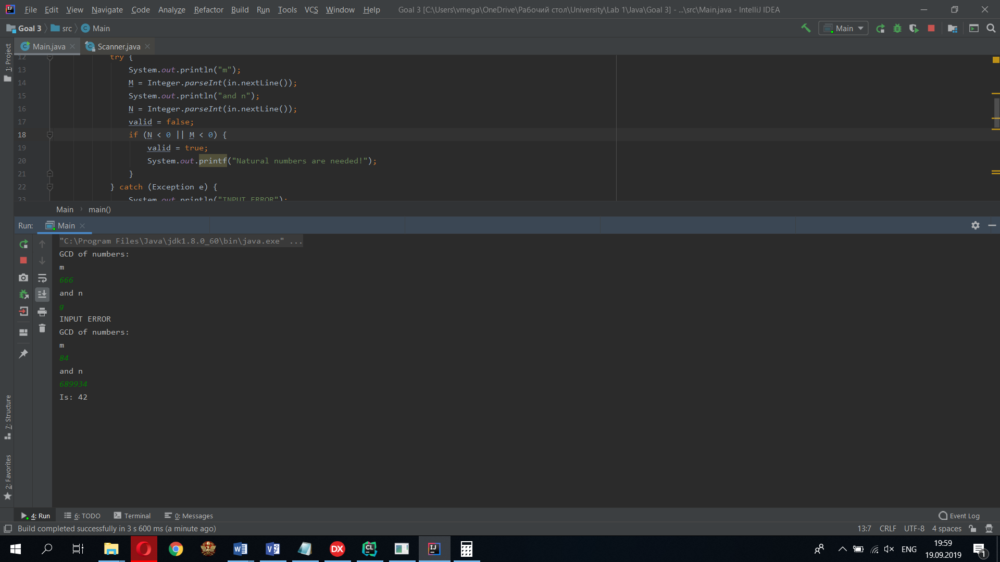 File Edit View Navigate Code Analyze Refactor Build Run Tools VCS Window Help Goal 3 [C:\Users\vmega\OneDrive\Рабочий стол\University\Lab 1\Java\Goal 3] - ...\src\Main.java - IntelliJ IDEA
Goal 3 src Main Main
Main.java Scanner.java
1: Project
12 try {
13 System.out.println("m");
14 M = Integer.parseInt(in.nextLine());
15 System.out.println("and n");
16 N = Integer.parseInt(in.nextLine());
17 valid = false;
18 if (N < 0 || M < 0) {
19 valid = true;
20 System.out.printf("Natural numbers are needed!");
21 }
22 } catch (Exception e) {
23 System.out.println("INPUT ERROR");
Main main()
Run: Main
"C:\Program Files\Java\jdk1.8.0_60\bin\java.exe" ...
GCD of numbers:
m
666
and n
g
INPUT ERROR
GCD of numbers:
m
84
and n
689934
Is: 42
7: Structure
2: Favorites
4: Run 6: TODO Terminal 0: Messages Event Log
Build completed successfully in 3 s 600 ms (a minute ago) 13:7 CRLF UTF-8 4 spaces
ENG 19:59
19.09.2019 1